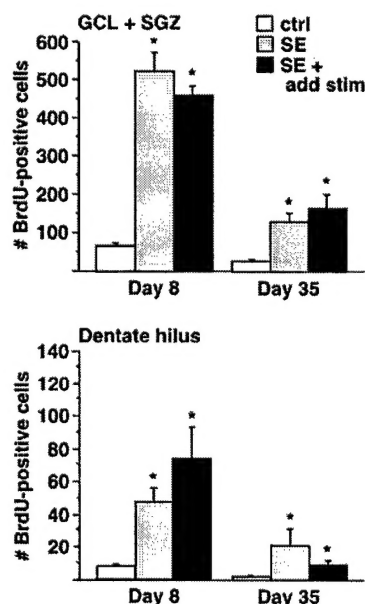 GCL + SGZ
ctrl
SE
SE +
add stim
# BrdU-positive cells
600
500
400
300
200
100
* * * *
Day 8 Day 35
Dentate hilus
# BrdU-positive cells
140
120
100
80
60
40
20
* * * *
Day 8 Day 35